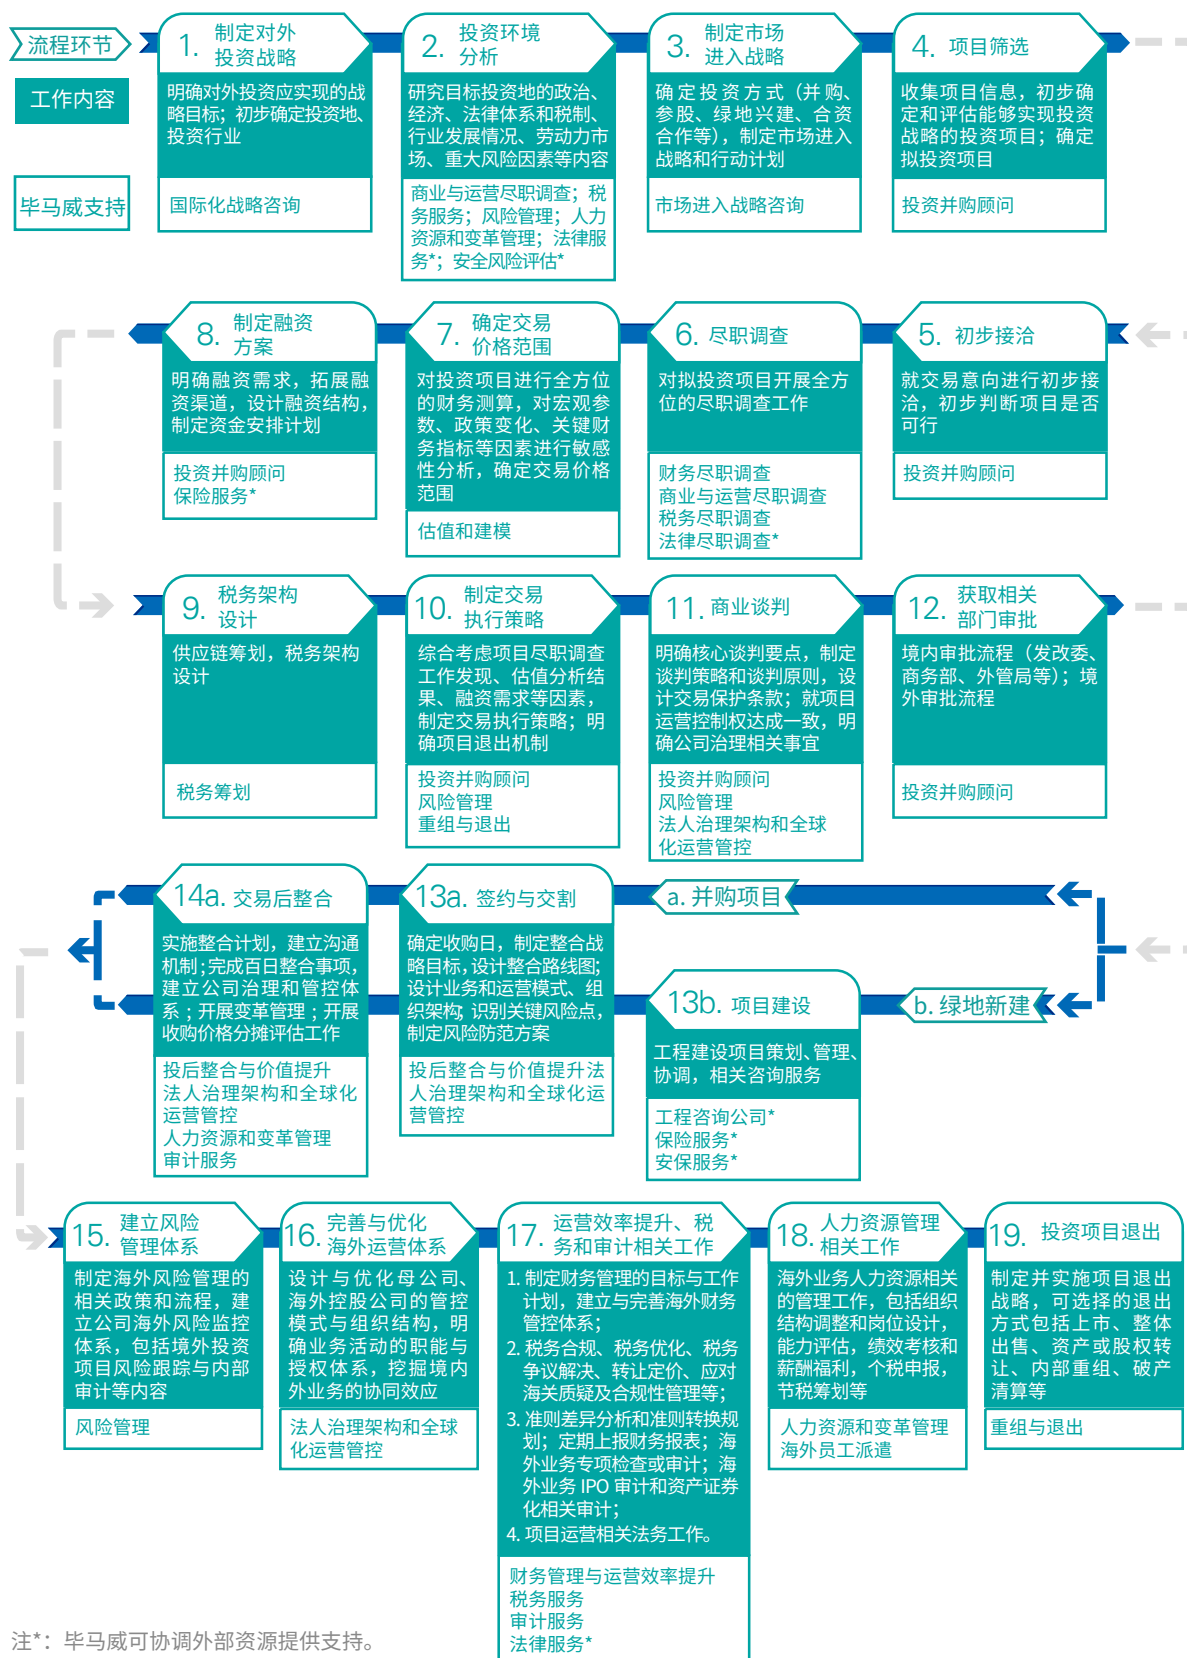 流程环节
工作内容
毕马威支持
1. 制定对外
投资战略
明确对外投资应实现的战
略目标；初步确定投资地、
投资行业
国际化战略咨询
2. 投资环境
分析
研究目标投资地的政治、
经济、法律体系和税制、
行业发展情况、劳动力市
场、重大风险因素等内容
商业与运营尽职调查；税
务服务；风险管理；人力
资源和变革管理；法律服
务*；安全风险评估*
3. 制定市场
进入战略
确定投资方式（并购、
参股、绿地兴建、合资
合作等），制定市场进入
战略和行动计划
市场进入战略咨询
4. 项目筛选
收集项目信息，初步确
定和评估能够实现投资
战略的投资项目；确定
拟投资项目
投资并购顾问
8. 制定融资
方案
明确融资需求，拓展融
资渠道，设计融资结构，
制定资金安排计划
投资并购顾问
保险服务*
7. 确定交易
价格范围
对投资项目进行全方位
的财务测算，对宏观参
数、政策变化、关键财
务指标等因素进行敏感
性分析，确定交易价格
范围
估值和建模
6. 尽职调查
对拟投资项目开展全方
位的尽职调查工作
财务尽职调查
商业与运营尽职调查
税务尽职调查
法律尽职调查*
5. 初步接洽
就交易意向进行初步接
洽，初步判断项目是否
可行
投资并购顾问
9. 税务架构
设计
供应链筹划，税务架构
设计
税务筹划
10. 制定交易
执行策略
综合考虑项目尽职调查
工作发现、估值分析结
果、融资需求等因素，
制定交易执行策略；明
确项目退出机制
投资并购顾问
风险管理
重组与退出
11. 商业谈判
明确核心谈判要点，制定
谈判策略和谈判原则，设
计交易保护条款；就项目
运营控制权达成一致，明
确公司治理相关事宜
投资并购顾问
风险管理
法人治理架构和全球
化运营管控
12. 获取相关
部门审批
境内审批流程（发改委、
商务部、外管局等）；境
外审批流程
投资并购顾问
14a. 交易后整合
实施整合计划，建立沟通
机制；完成百日整合事项，
建立公司治理和管控体
系；开展变革管理；开展
收购价格分摊评估工作
投后整合与价值提升
法人治理架构和全球化
运营管控
人力资源和变革管理
审计服务
13a. 签约与交割
确定收购日，制定整合战
略目标，设计整合路线图；
设计业务和运营模式、组
织架构；识别关键风险点，
制定风险防范方案
投后整合与价值提升法
人治理架构和全球化运
营管控
a. 并购项目
13b. 项目建设
工程建设项目策划、管理、
协调，相关咨询服务
工程咨询公司*
保险服务*
安保服务*
b. 绿地新建
15. 建立风险
管理体系
制定海外风险管理的
相关政策和流程，建
立公司海外风险监控
体系，包括境外投资
项目风险跟踪与内部
审计等内容
风险管理
16. 完善与优化
海外运营体系
设计与优化母公司、
海外控股公司的管控
模式与组织结构，明
确业务活动的职能与
授权体系，挖掘境内
外业务的协同效应
法人治理架构和全球
化运营管控
17. 运营效率提升、税
务和审计相关工作
1. 制定财务管理的目标与工作
计划，建立与完善海外财务
管控体系；
2. 税务合规、税务优化、税务
争议解决、转让定价、应对
海关质疑及合规性管理等；
3. 准则差异分析和准则转换规
划；定期上报财务报表；海
外业务专项检查或审计；海
外业务 IPO 审计和资产证券
化相关审计；
4. 项目运营相关法务工作。
财务管理与运营效率提升
税务服务
审计服务
法律服务*
18. 人力资源管理
相关工作
海外业务人力资源相关
的管理工作，包括组织
结构调整和岗位设计，
能力评估，绩效考核和
薪酬福利，个税申报，
节税筹划等
人力资源和变革管理
海外员工派遣
19. 投资项目退出
制定并实施项目退出
战略，可选择的退出
方式包括上市、整体
出售、资产或股权转
让、内部重组、破产
清算等
重组与退出
注*：毕马威可协调外部资源提供支持。